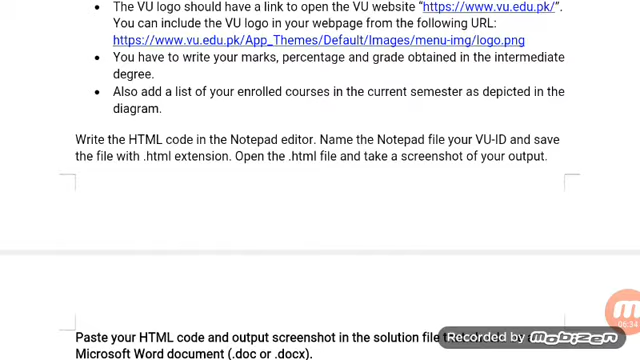 • The VU logo should have a link to open the VU website “https://www.vu.edu.pk/”.
You can include the VU logo in your webpage from the following URL:
https://www.vu.edu.pk/App_Themes/Default/Images/menu-img/logo.png
• You have to write your marks, percentage and grade obtained in the intermediate
degree.
• Also add a list of your enrolled courses in the current semester as depicted in the
diagram.
Write the HTML code in the Notepad editor. Name the Notepad file your VU-ID and save
the file with .html extension. Open the .html file and take a screenshot of your output.
Paste your HTML code and output screenshot in the solution file
Microsoft Word document (.doc or .docx).
Recorded by mobizen